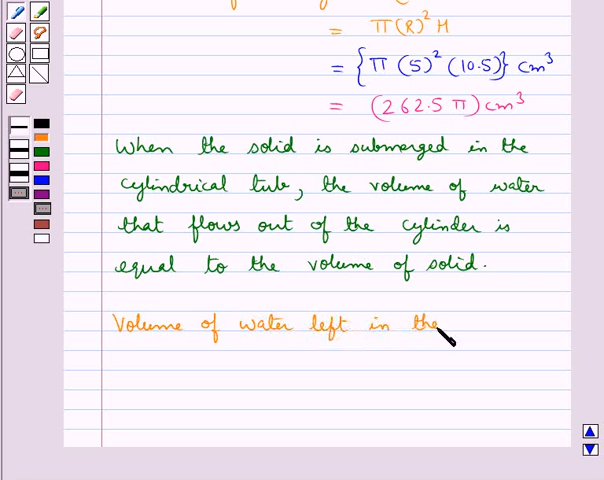 = π(R)² H
= {π (5)² (10.5)} cm³
= (262.5 π) cm³
When the solid is submerged in the
cylindrical tub, the volume of water
that flows out of the cylinder is
equal to the volume of solid.
Volume of water left in the